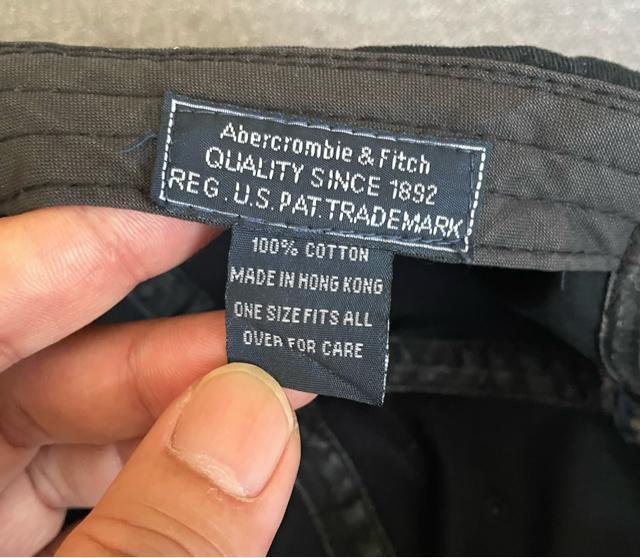 Abercrombie & Fitch
QUALITY SINCE 1892
REG. U.S. PAT. TRADEMARK
100% COTTON
MADE IN HONG KONG
ONE SIZE FITS ALL
OVER FOR CARE